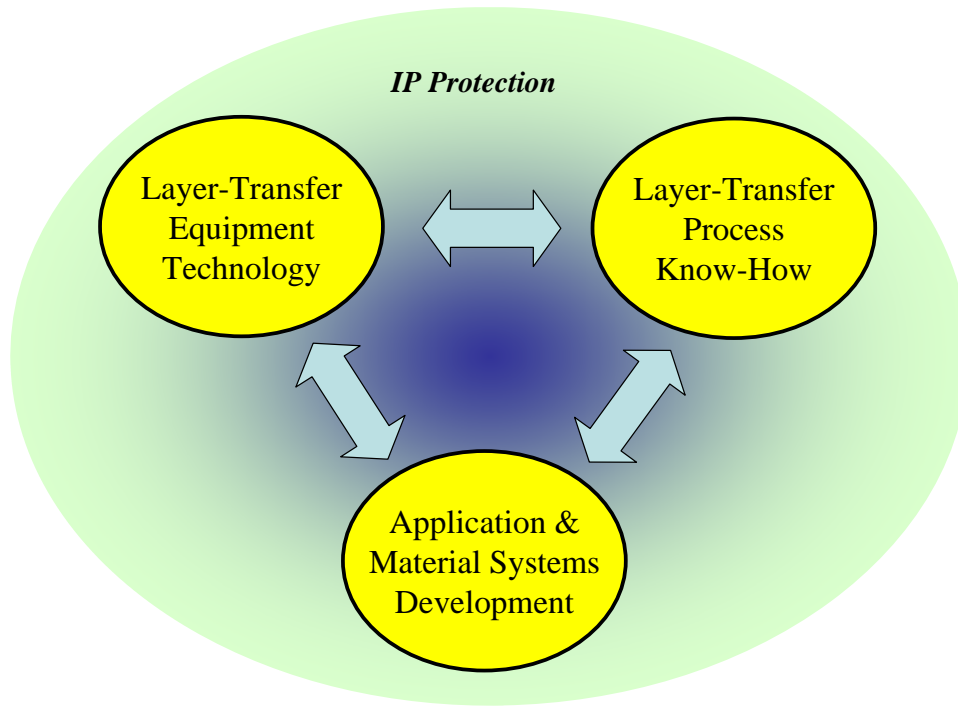 IP Protection
Layer-Transfer
Equipment
Technology
Layer-Transfer
Process
Know-How
Application &
Material Systems
Development